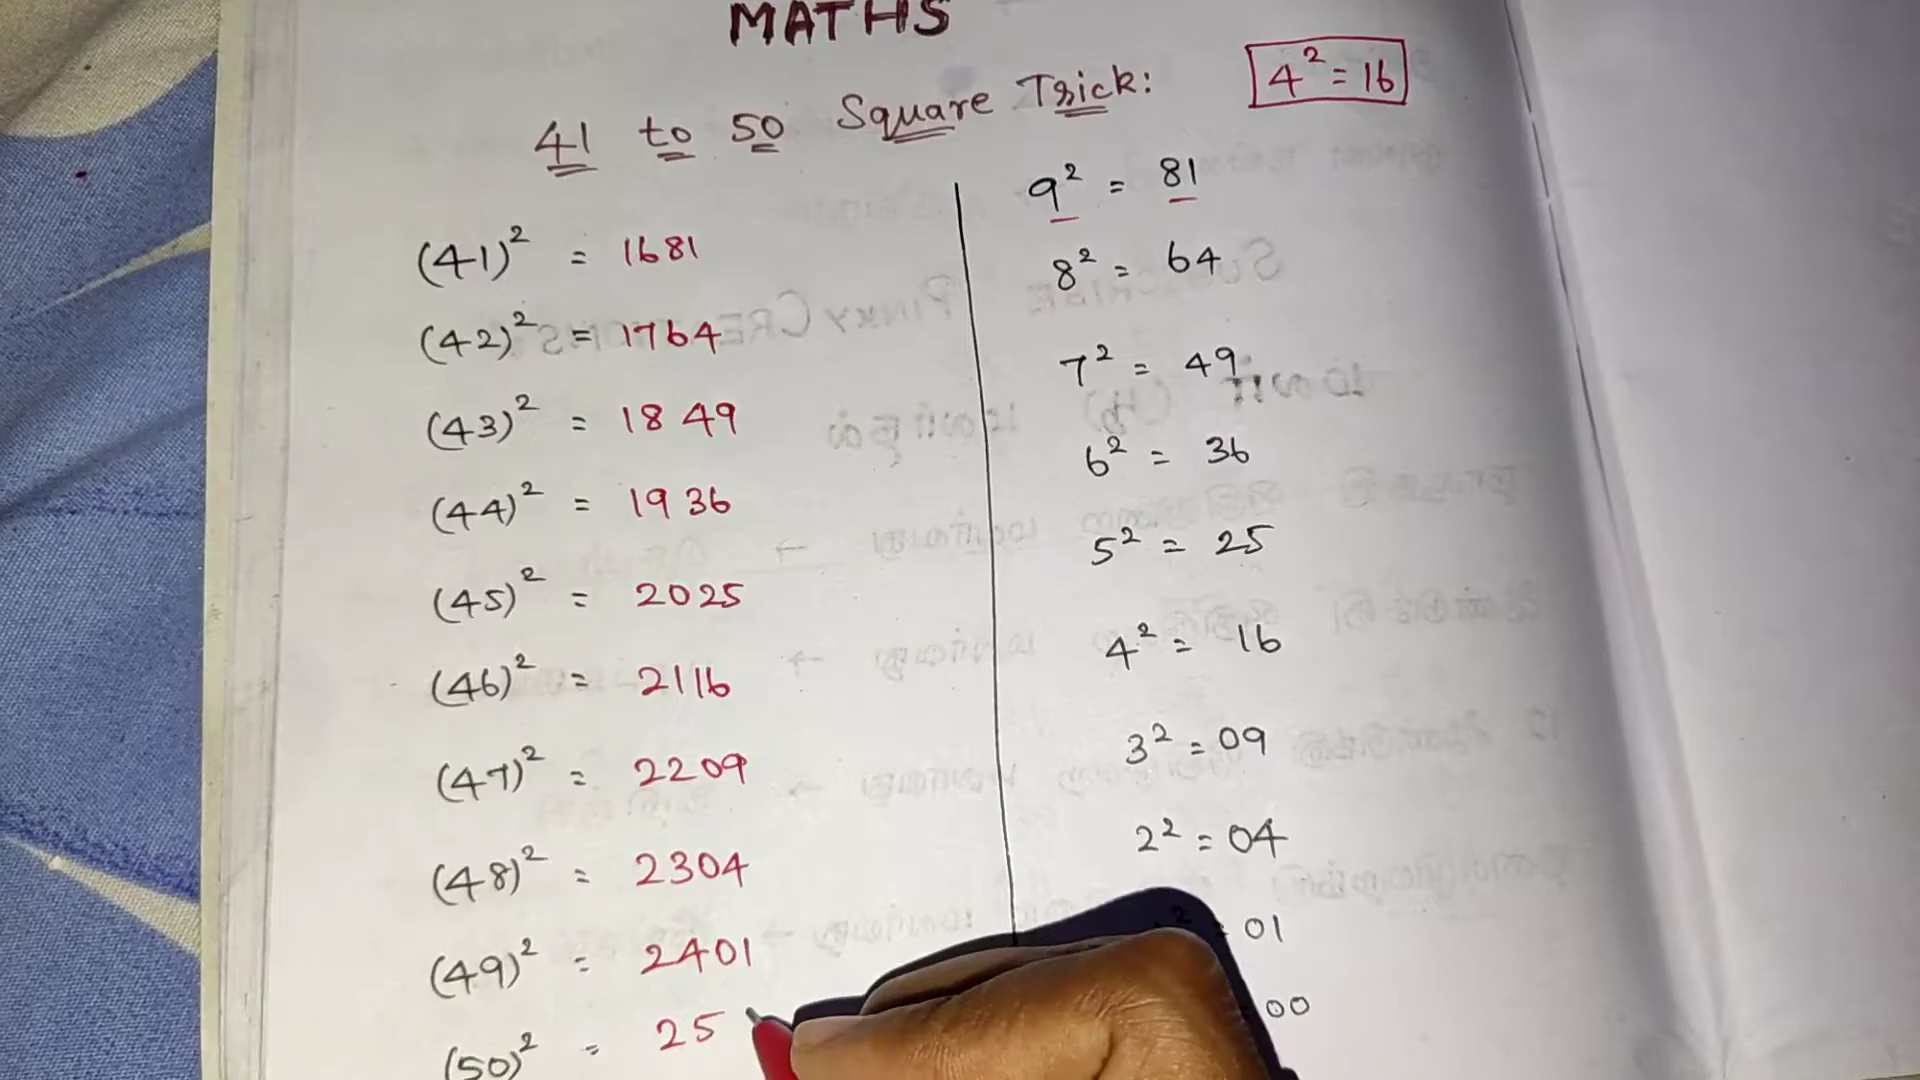 MATHS
41 to 50 Square Trick:
4² = 16
(41)² = 1681
(42)² = 1764
(43)² = 1849
(44)² = 1936
(45)² = 2025
(46)² = 2116
(47)² = 2209
(48)² = 2304
(49)² = 2401
(50)² = 25
9² = 81
8² = 64
7² = 49
6² = 36
5² = 25
4² = 16
3² = 09
2² = 04
² = 01
00